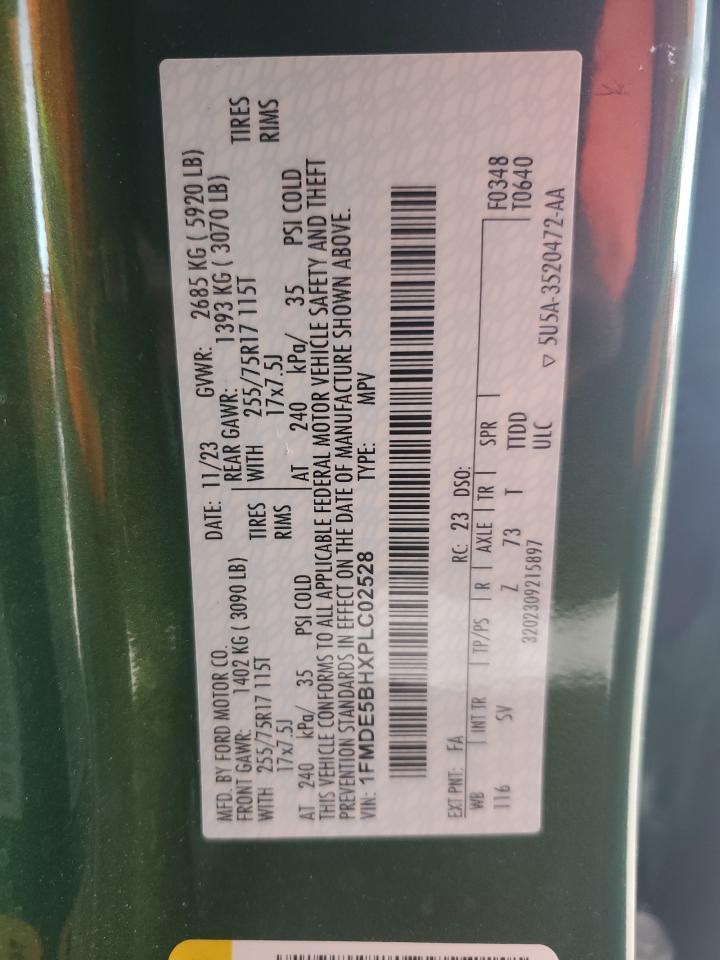 MFD. BY FORD MOTOR CO.
DATE: 11/23 GVWR: 2685 KG ( 5920 LB)
FRONT GAWR: 1402 KG ( 3090 LB) REAR GAWR: 1393 KG ( 3070 LB)
WITH 255/75R17 115T TIRES WITH 255/75R17 115T TIRES
17x7.5J RIMS 17x7.5J RIMS
AT 240 kPa/ 35 PSI COLD AT 240 kPa/ 35 PSI COLD
THIS VEHICLE CONFORMS TO ALL APPLICABLE FEDERAL MOTOR VEHICLE SAFETY AND THEFT
PREVENTION STANDARDS IN EFFECT ON THE DATE OF MANUFACTURE SHOWN ABOVE.
VIN: 1FMDE5BHXPLC02528 TYPE: MPV
EXT PNT: FA RC: 23 DSO: F0348
WB INT TR TP/PS R AXLE TR SPR T0640
116 SV Z 73 T TTDD
3202309215897 ULC
▽ 5U5A-3520472-AA